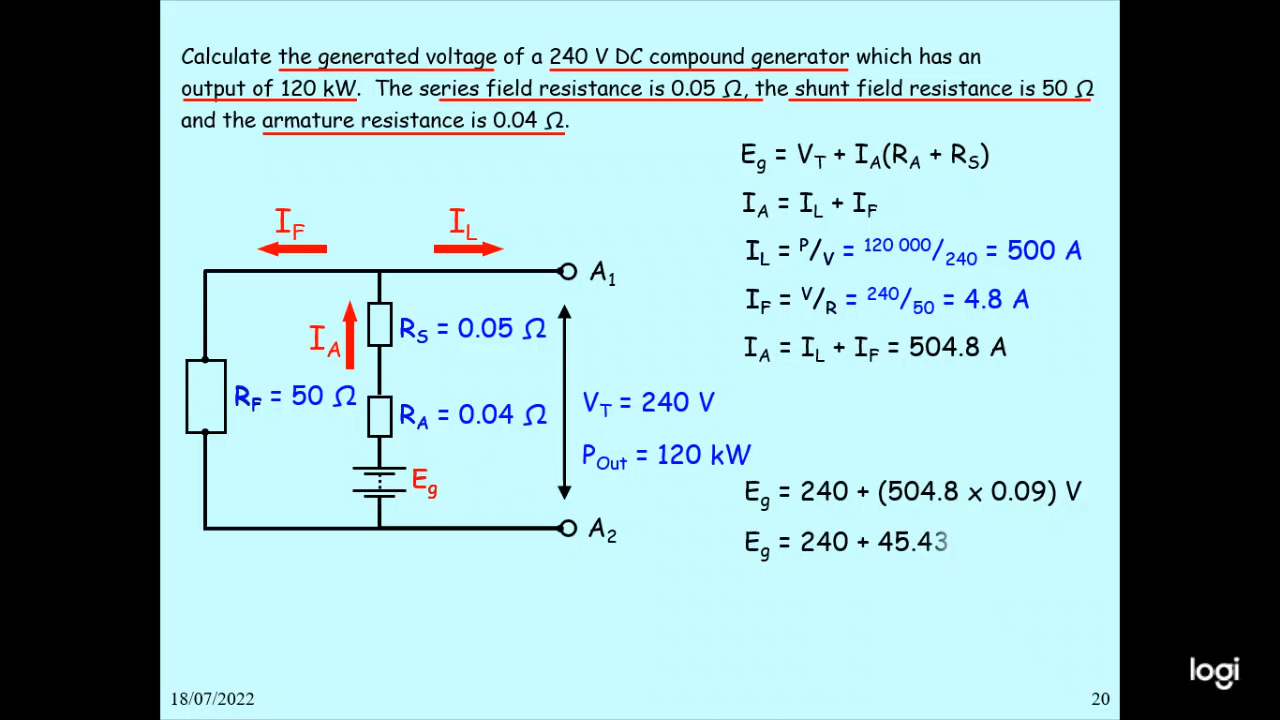 Calculate the generated voltage of a 240 V DC compound generator which has an
output of 120 kW. The series field resistance is 0.05 Ω, the shunt field resistance is 50 Ω
and the armature resistance is 0.04 Ω.
E_g = V_T + I_A(R_A + R_S)
I_A = I_L + I_F
I_L = P/V = 120 000/240 = 500 A
I_F = V/R = 240/50 = 4.8 A
I_A = I_L + I_F = 504.8 A
I_F
I_L
A_1
I_A
R_S = 0.05 Ω
R_F = 50 Ω
R_A = 0.04 Ω
V_T = 240 V
P_Out = 120 kW
E_g
A_2
E_g = 240 + (504.8 x 0.09) V
E_g = 240 + 45.43
18/07/2022
20
logi